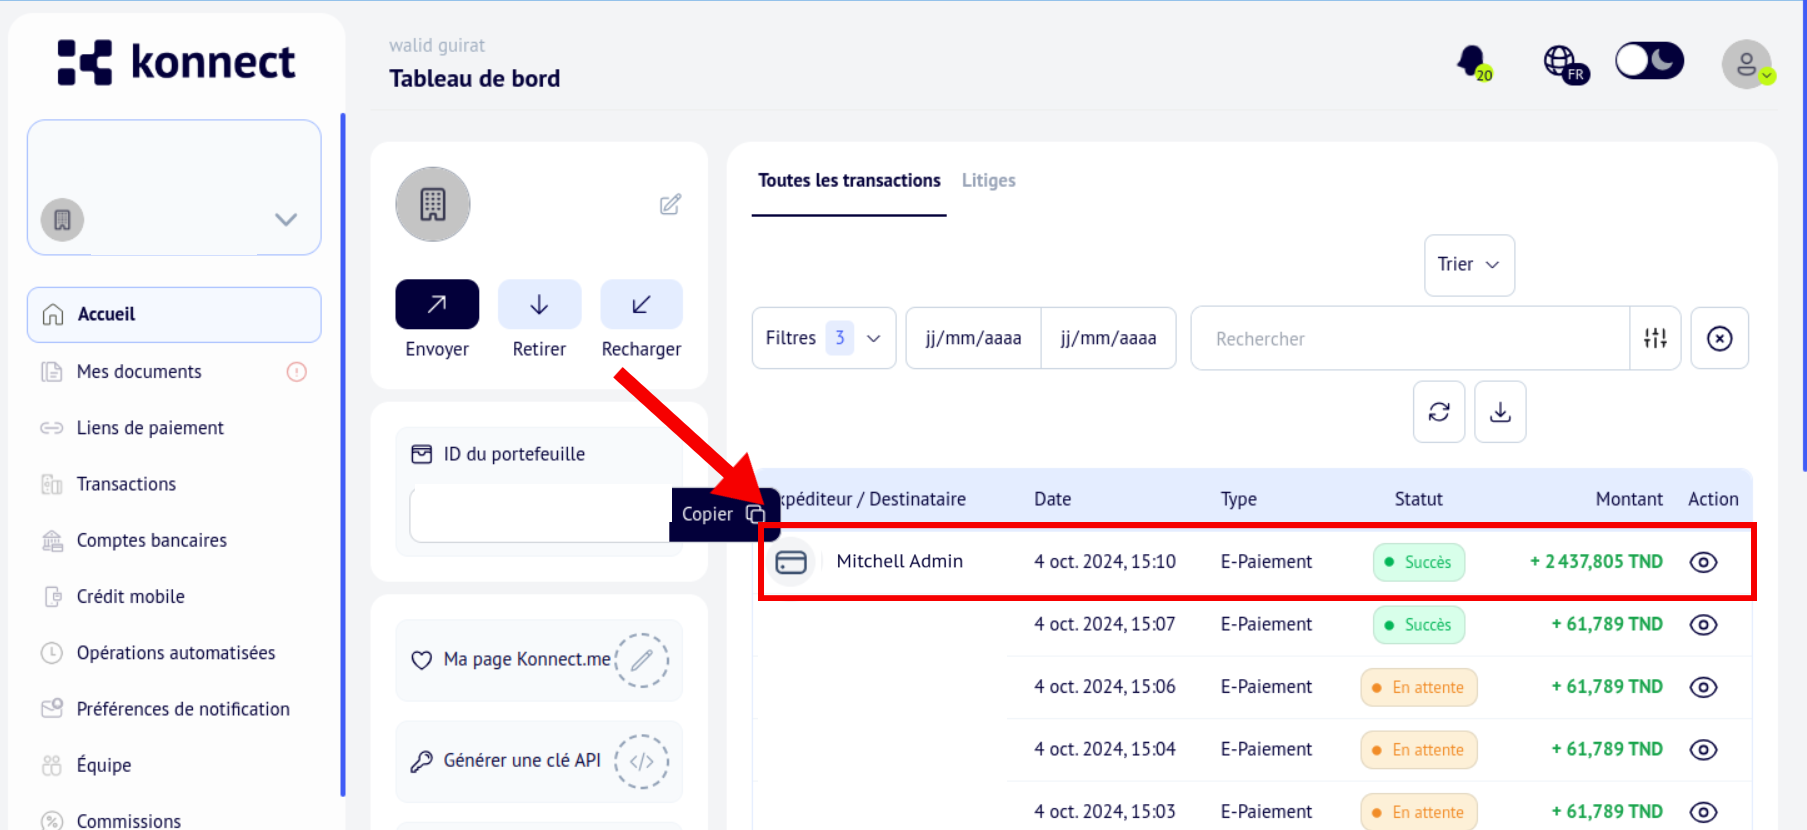 konnect
walid guirat
Tableau de bord
20
FR
Accueil
Mes documents
Liens de paiement
Transactions
Comptes bancaires
Crédit mobile
Opérations automatisées
Préférences de notification
Équipe
Commissions
Envoyer
Retirer
Recharger
ID du portefeuille
Copier
Ma page Konnect.me
Générer une clé API
Toutes les transactions
Litiges
Trier
Filtres 3
jj/mm/aaaa
jj/mm/aaaa
Rechercher
xpéditeur / Destinataire Date Type Statut Montant Action
Mitchell Admin 4 oct. 2024, 15:10 E-Paiement Succès + 2 437,805 TND
4 oct. 2024, 15:07 E-Paiement Succès + 61,789 TND
4 oct. 2024, 15:06 E-Paiement En attente + 61,789 TND
4 oct. 2024, 15:04 E-Paiement En attente + 61,789 TND
4 oct. 2024, 15:03 E-Paiement En attente + 61,789 TND